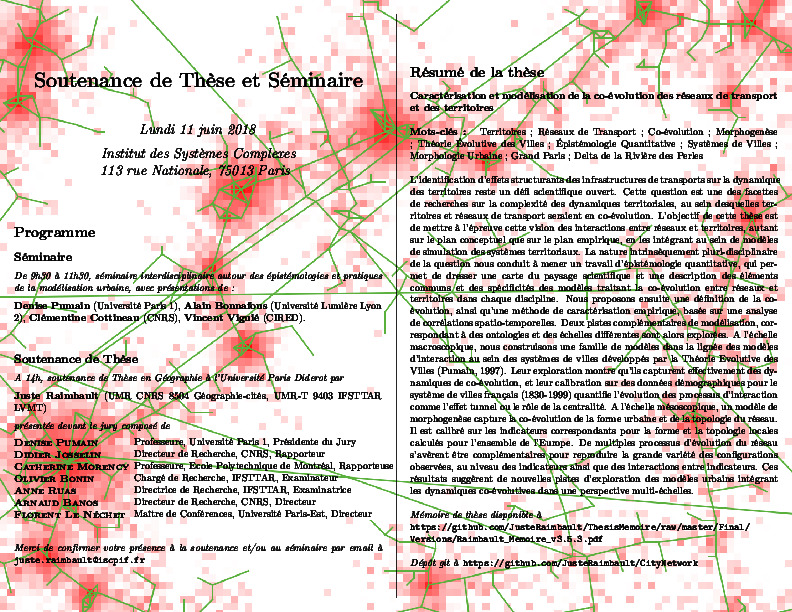 Soutenance de Thèse et Séminaire
Lundi 11 juin 2018
Institut des Systèmes Complexes
113 rue Nationale, 75013 Paris
Programme
Séminaire
De 9h30 à 11h30, séminaire interdisciplinaire autour des épistémologies et pratiques
de la modélisation urbaine, avec présentations de :
Denise Pumain (Université Paris 1), Alain Bonnafous (Université Lumière Lyon
2), Clémentine Cottineau (CNRS), Vincent Viguié (CIRED).
Soutenance de Thèse
A 14h, soutenance de Thèse en Géographie à l'Université Paris Diderot par
Juste Raimbault (UMR CNRS 8504 Géographie-cités, UMR-T 9403 IFSTTAR
LVMT)
présentée devant le jury composé de
Denise Pumain Professeure, Université Paris 1, Présidente du Jury
Didier Josselin Directeur de Recherche, CNRS, Rapporteur
Catherine Morency Professeure, Ecole Polytechnique de Montréal, Rapporteuse
Olivier Bonin Chargé de Recherche, IFSTTAR, Examinateur
Anne Ruas Directrice de Recherche, IFSTTAR, Examinatrice
Arnaud Banos Directeur de Recherche, CNRS, Directeur
Florent Le Néchet Maître de Conférences, Université Paris-Est, Directeur
Merci de confirmer votre présence à la soutenance et/ou au séminaire par email à
juste.raimbault@iscpif.fr
Résumé de la thèse
Caractérisation et modélisation de la co-évolution des réseaux de transport
et des territoires
Mots-clés : Territoires ; Réseaux de Transport ; Co-évolution ; Morphogenèse
; Théorie Évolutive des Villes ; Épistémologie Quantitative ; Systèmes de Villes ;
Morphologie Urbaine ; Grand Paris ; Delta de la Rivière des Perles
L'identification d'effets structurants des infrastructures de transports sur la dynamique
des territoires reste un défi scientifique ouvert. Cette question est une des facettes
de recherches sur la complexité des dynamiques territoriales, au sein desquelles ter-
ritoires et réseaux de transport seraient en co-évolution. L'objectif de cette thèse est
de mettre à l'épreuve cette vision des interactions entre réseaux et territoires, autant
sur le plan conceptuel que sur le plan empirique, en les intégrant au sein de modèles
de simulation des systèmes territoriaux. La nature intrinsèquement pluri-disciplinaire
de la question nous conduit à mener un travail d'épistémologie quantitative, qui per-
met de dresser une carte du paysage scientifique et une description des éléments
communs et des spécificités des modèles traitant la co-évolution entre réseaux et
territoires dans chaque discipline. Nous proposons ensuite une définition de la co-
évolution, ainsi qu'une méthode de caractérisation empirique, basée sur une analyse
de corrélations spatio-temporelles. Deux pistes complémentaires de modélisation, cor-
respondant à des ontologies et des échelles différentes sont alors explorées. A l'échelle
macroscopique, nous construisons une famille de modèles dans la lignée des modèles
d'interaction au sein des systèmes de villes développés par la Théorie Evolutive des
Villes (Pumain, 1997). Leur exploration montre qu'ils capturent effectivement des dy-
namiques de co-évolution, et leur calibration sur des données démographiques pour le
système de villes français (1830-1999) quantifie l'évolution des processus d'interaction
comme l'effet tunnel ou le rôle de la centralité. A l'échelle mésoscopique, un modèle de
morphogenèse capture la co-évolution de la forme urbaine et de la topologie du réseau.
Il est calibré sur les indicateurs correspondants pour la forme et la topologie locales
calculés pour l'ensemble de l'Europe. De multiples processus d'évolution du réseau
s'avèrent être complémentaires pour reproduire la grande variété des configurations
observées, au niveau des indicateurs ainsi que des interactions entre indicateurs. Ces
résultats suggèrent de nouvelles pistes d'exploration des modèles urbains intégrant
les dynamiques co-évolutives dans une perspective multi-échelles.
Mémoire de thèse disponible à
https://github.com/JusteRaimbault/ThesisMemoire/raw/master/Final/
Versions/Raimbault_Memoire_v3.5.3.pdf
Dépôt git à https://github.com/JusteRaimbault/CityNetwork